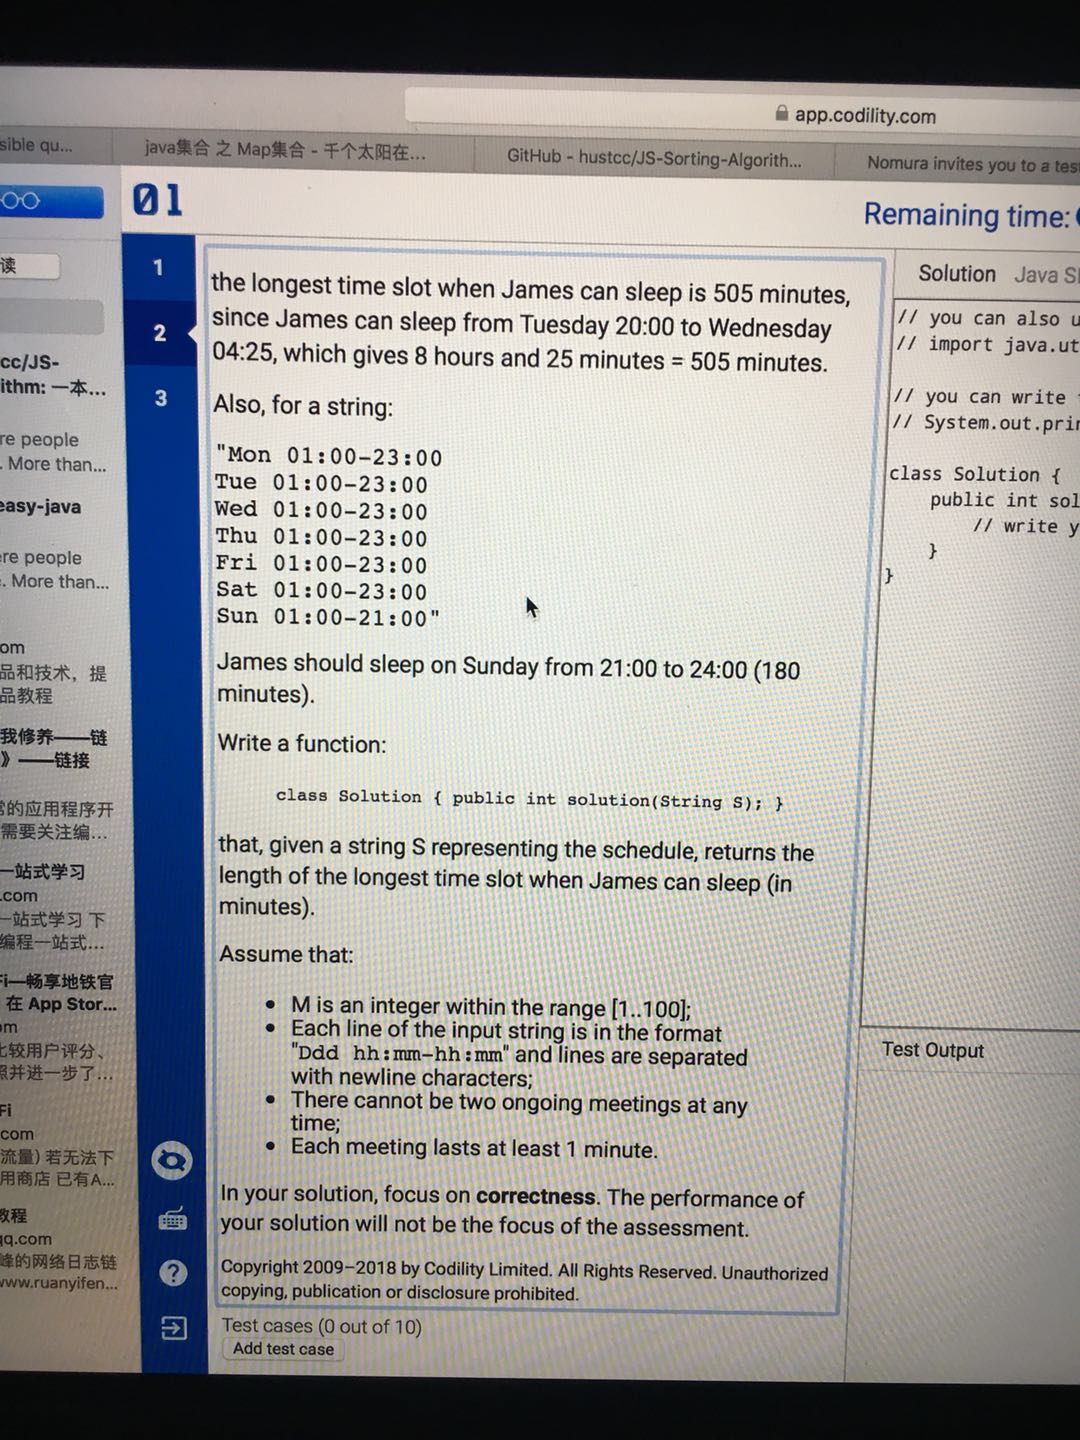 app.codility.com
sible qu...
java集合 之 Map集合 - 千个太阳在...
GitHub - hustcc/JS-Sorting-Algorith...
Nomura invites you to a tes
01
Remaining time:
读
1
2
3
the longest time slot when James can sleep is 505 minutes,
since James can sleep from Tuesday 20:00 to Wednesday
04:25, which gives 8 hours and 25 minutes = 505 minutes.
Also, for a string:
"Mon 01:00-23:00
Tue 01:00-23:00
Wed 01:00-23:00
Thu 01:00-23:00
Fri 01:00-23:00
Sat 01:00-23:00
Sun 01:00-21:00"
James should sleep on Sunday from 21:00 to 24:00 (180
minutes).
Write a function:
class Solution { public int solution(String S); }
that, given a string S representing the schedule, returns the
length of the longest time slot when James can sleep (in
minutes).
Assume that:
• M is an integer within the range [1..100];
• Each line of the input string is in the format
"Ddd hh:mm-hh:mm" and lines are separated
with newline characters;
• There cannot be two ongoing meetings at any
time;
• Each meeting lasts at least 1 minute.
In your solution, focus on correctness. The performance of
your solution will not be the focus of the assessment.
Copyright 2009–2018 by Codility Limited. All Rights Reserved. Unauthorized
copying, publication or disclosure prohibited.
Test cases (0 out of 10)
Add test case
Solution Java S
// you can also u
// import java.ut
// you can write
// System.out.prin
class Solution {
public int sol
// write y
}
}
Test Output
cc/JS-
ithm: 一本...
re people
. More than...
easy-java
ere people
. More than...
om
品和技术，提
品教程
我修养——链
》——链接
的应用程序开
需要关注编...
一站式学习
.com
一站式学习 下
编程一站式...
Fi—畅享地铁官
在 App Stor...
om
比较用户评分、
照并进一步了...
Fi
com
流量) 若无法下
用商店 已有A...
教程
qq.com
峰的网络日志链
www.ruanyifen...